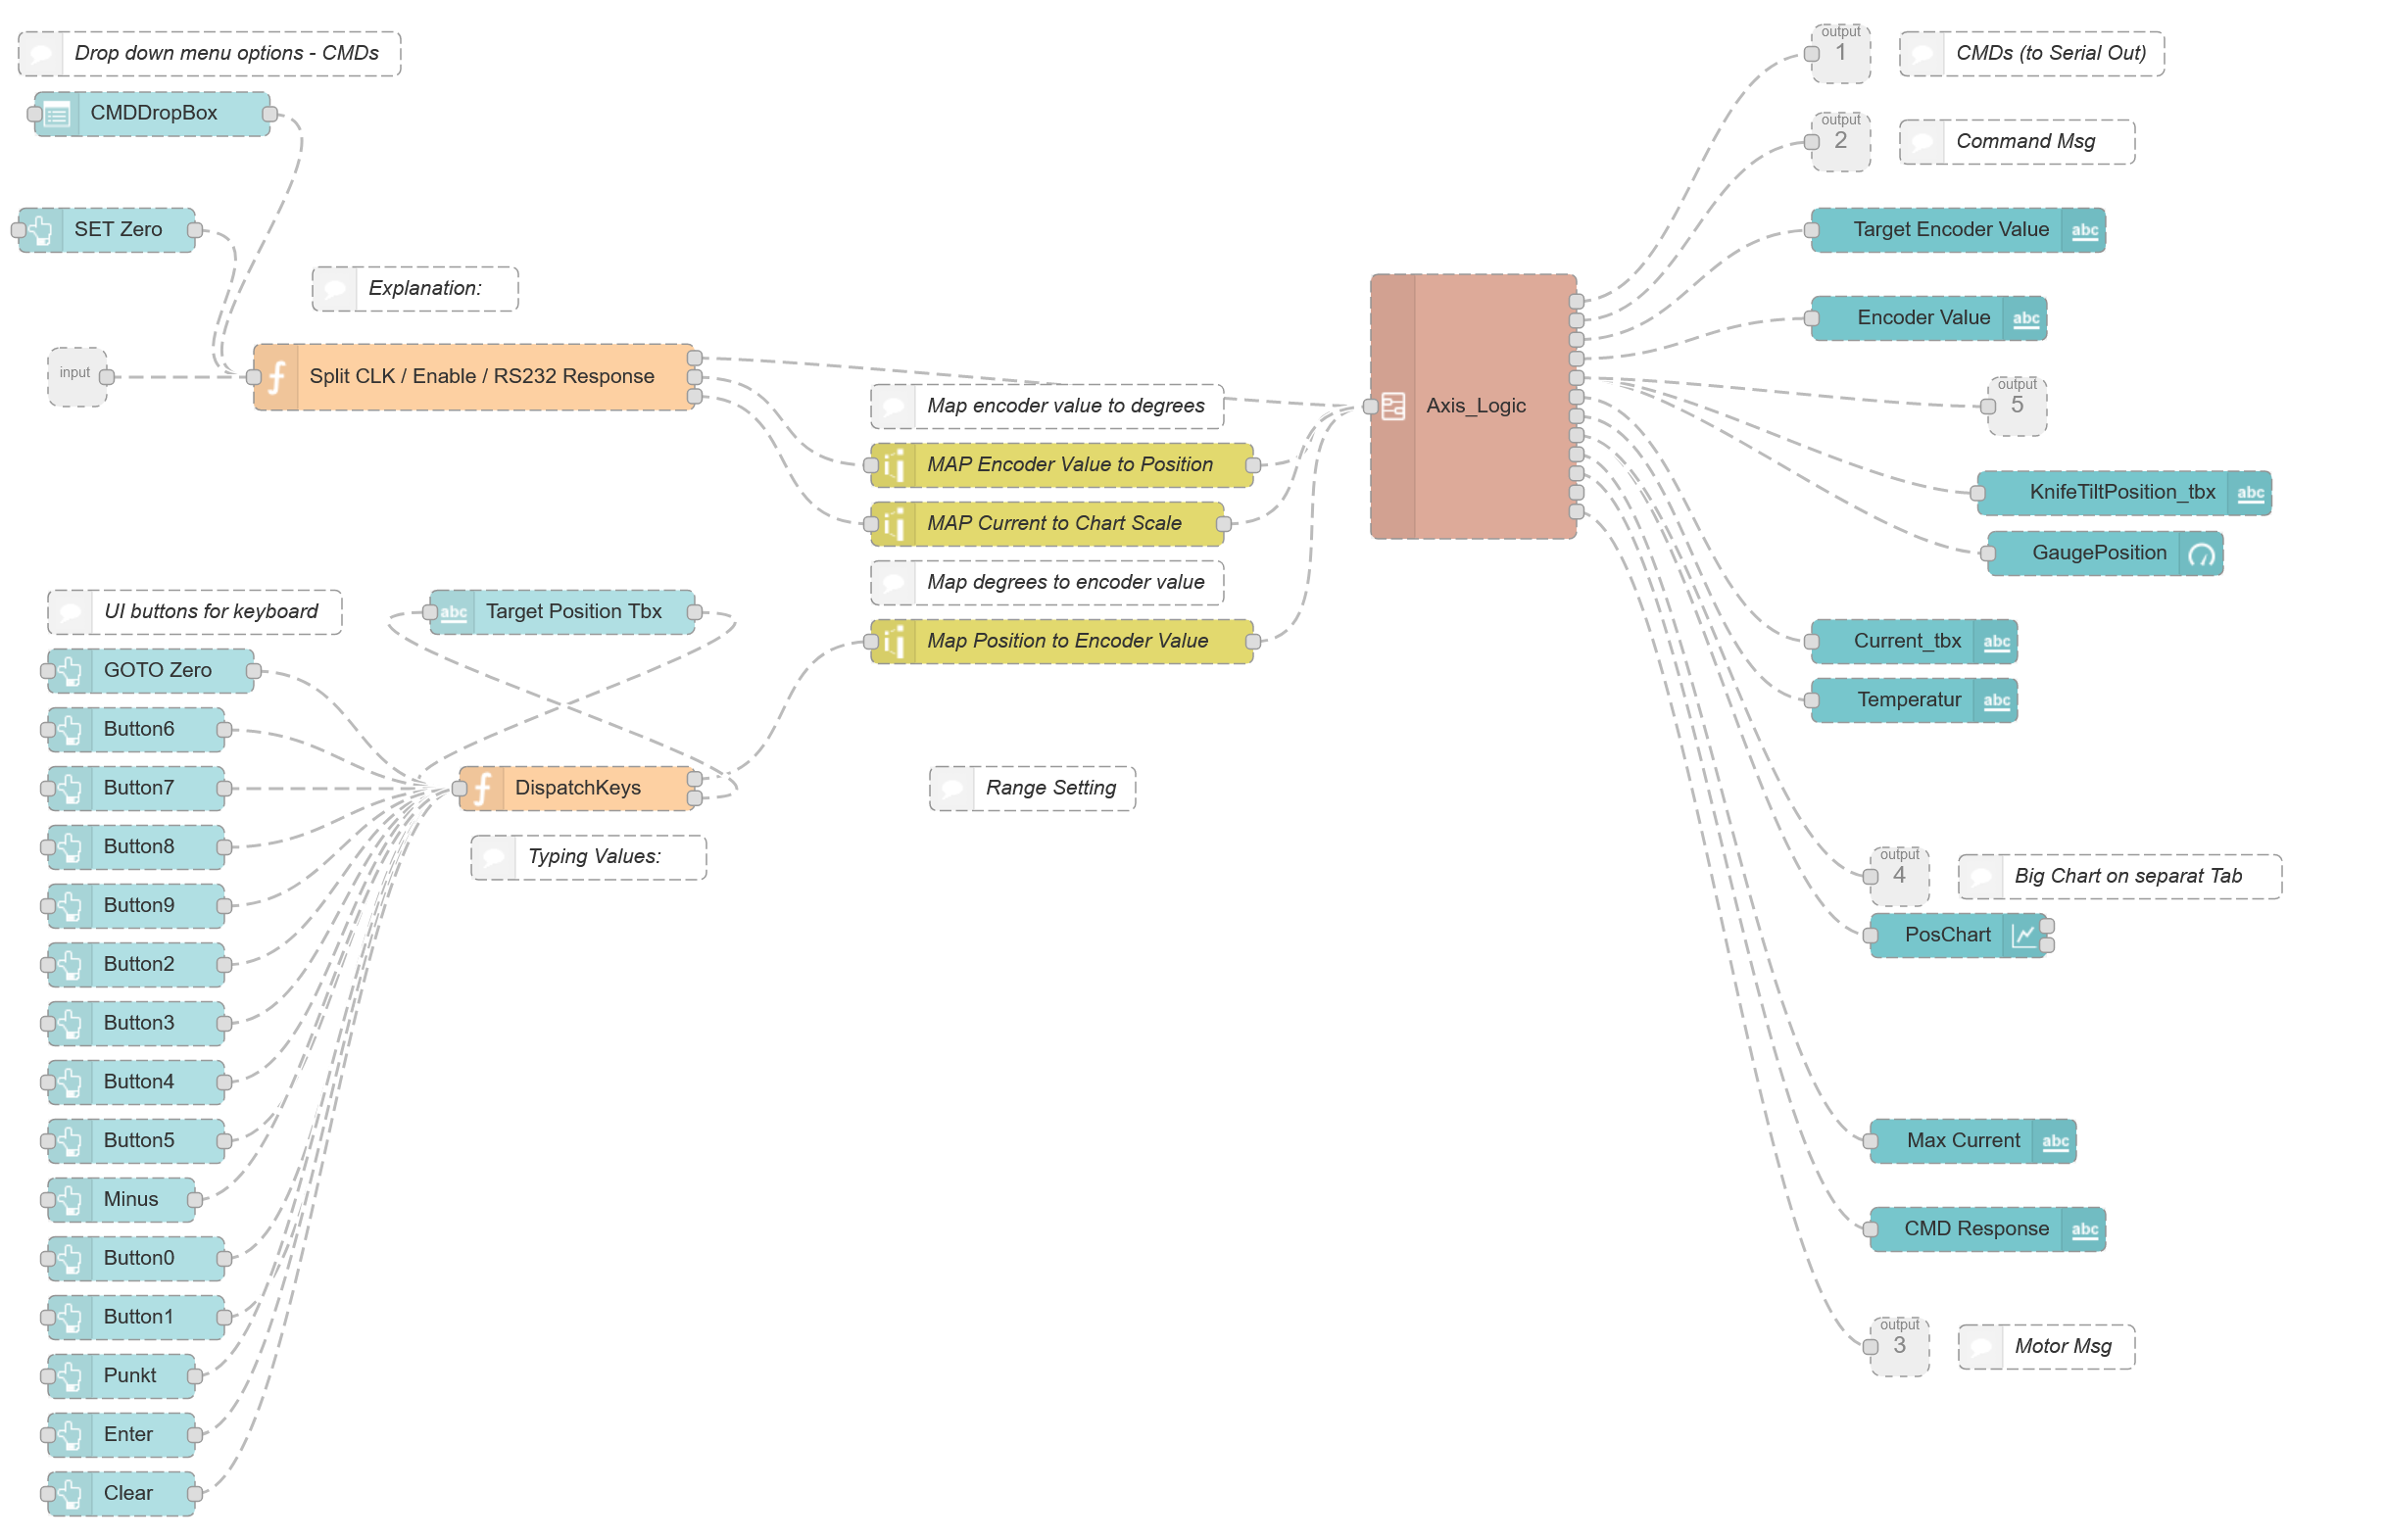 Drop down menu options - CMDs
CMDDropBox
SET Zero
Explanation:
input
Split CLK / Enable / RS232 Response
UI buttons for keyboard
Target Position Tbx
GOTO Zero
Button6
Button7
Button8
Button9
Button2
Button3
Button4
Button5
Minus
Button0
Button1
Punkt
Enter
Clear
DispatchKeys
Typing Values:
Map encoder value to degrees
MAP Encoder Value to Position
MAP Current to Chart Scale
Map degrees to encoder value
Map Position to Encoder Value
Range Setting
Axis_Logic
output
1
CMDs (to Serial Out)
output
2
Command Msg
Target Encoder Value
abc
Encoder Value
abc
output
5
KnifeTiltPosition_tbx
abc
GaugePosition
Current_tbx
abc
Temperatur
abc
output
4
Big Chart on separat Tab
PosChart
Max Current
abc
CMD Response
abc
output
3
Motor Msg
abc